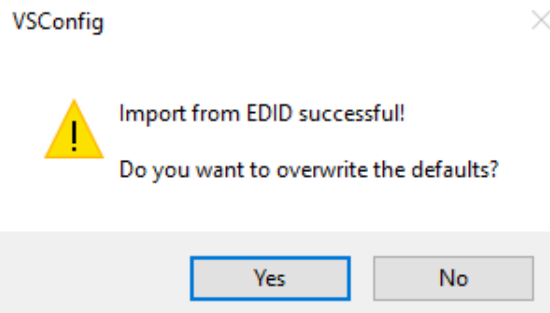 VSConfig
Import from EDID successful!
Do you want to overwrite the defaults?
Yes No